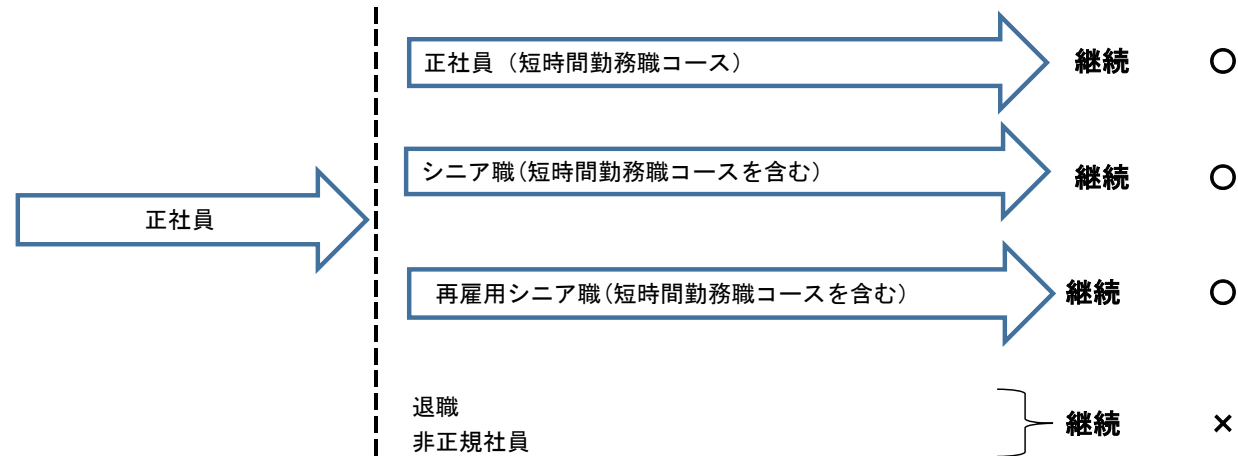 正社員（短時間勤務職コース） 継続 ○
シニア職（短時間勤務職コースを含む） 継続 ○
正社員
再雇用シニア職（短時間勤務職コースを含む） 継続 ○
退職
非正規社員
継続 ×